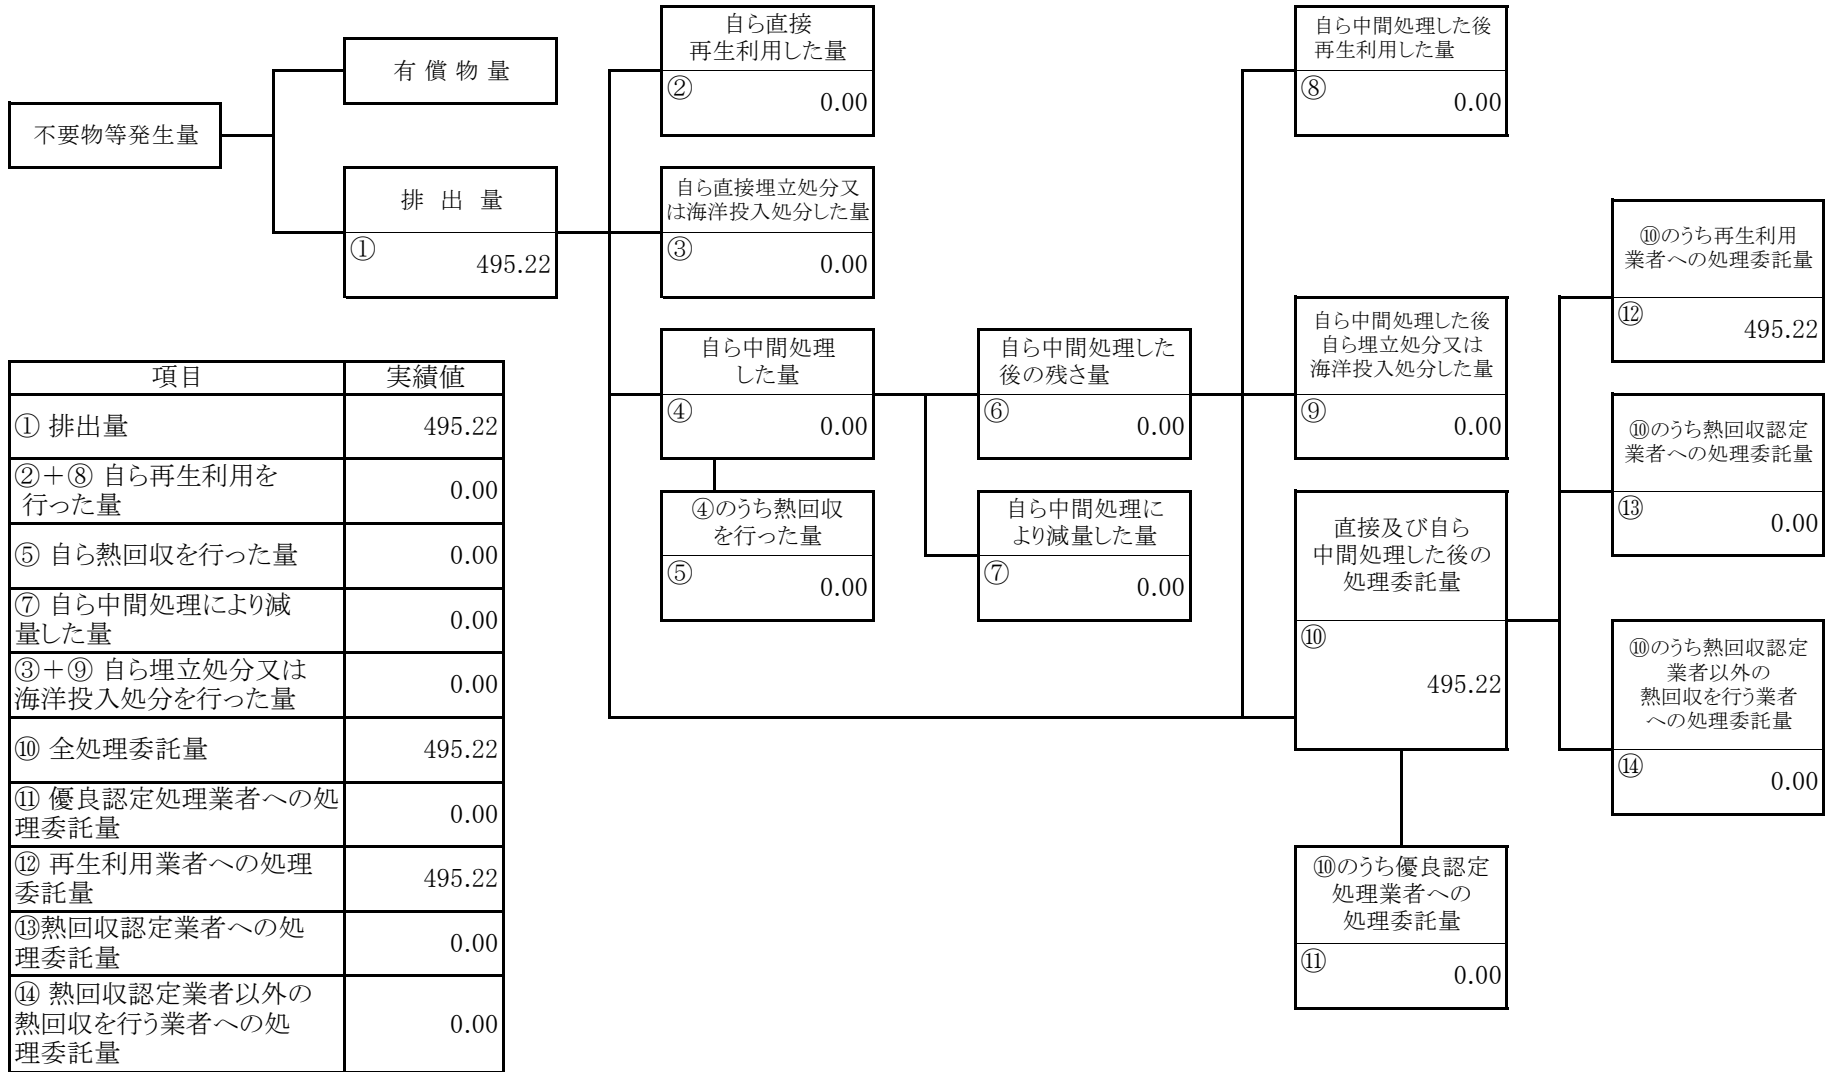 不要物等発生量
有 償 物 量
排 出 量
①
495.22
自ら直接
再生利用した量
②
0.00
自ら直接埋立処分又
は海洋投入処分した量
③
0.00
自ら中間処理
した量
④
0.00
④のうち熱回収
を行った量
⑤
0.00
自ら中間処理した
後の残さ量
⑥
0.00
自ら中間処理に
より減量した量
⑦
0.00
自ら中間処理した後
再生利用した量
⑧
0.00
自ら中間処理した後
自ら埋立処分又は
海洋投入処分した量
⑨
0.00
直接及び自ら
中間処理した後の
処理委託量
⑩
495.22
⑩のうち優良認定
処理業者への
処理委託量
⑪
0.00
⑩のうち再生利用
業者への処理委託量
⑫
495.22
⑩のうち熱回収認定
業者への処理委託量
⑬
0.00
⑩のうち熱回収認定
業者以外の
熱回収を行う業者
への処理委託量
⑭
0.00
項目 実績値
① 排出量 495.22
②＋⑧ 自ら再生利用を
行った量 0.00
⑤ 自ら熱回収を行った量 0.00
⑦ 自ら中間処理により減
量した量 0.00
③＋⑨ 自ら埋立処分又は
海洋投入処分を行った量 0.00
⑩ 全処理委託量 495.22
⑪ 優良認定処理業者への処
理委託量 0.00
⑫ 再生利用業者への処理
委託量 495.22
⑬熱回収認定業者への処
理委託量 0.00
⑭ 熱回収認定業者以外の
熱回収を行う業者への処
理委託量 0.00